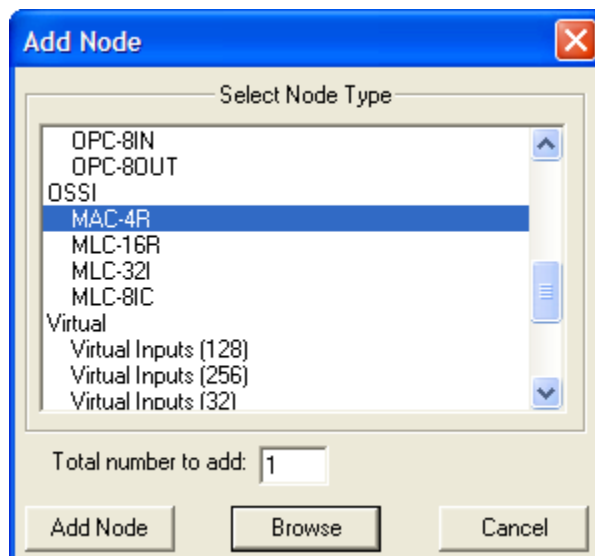 Add Node
Select Node Type
OPC-8IN
OPC-8OUT
OSSI
MAC-4R
MLC-16R
MLC-32I
MLC-8IC
Virtual
Virtual Inputs (128)
Virtual Inputs (256)
Virtual Inputs (32)
Total number to add: 1
Add Node Browse Cancel